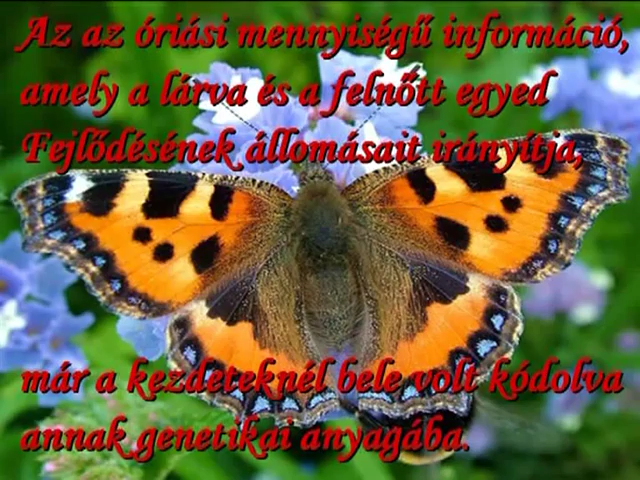 Az az óriási mennyiségű információ,
amely a lárva és a felnőtt egyed
Fejlődésének állomásait irányítja,
már a kezdeteknél bele volt kódolva
annak genetikai anyagába.